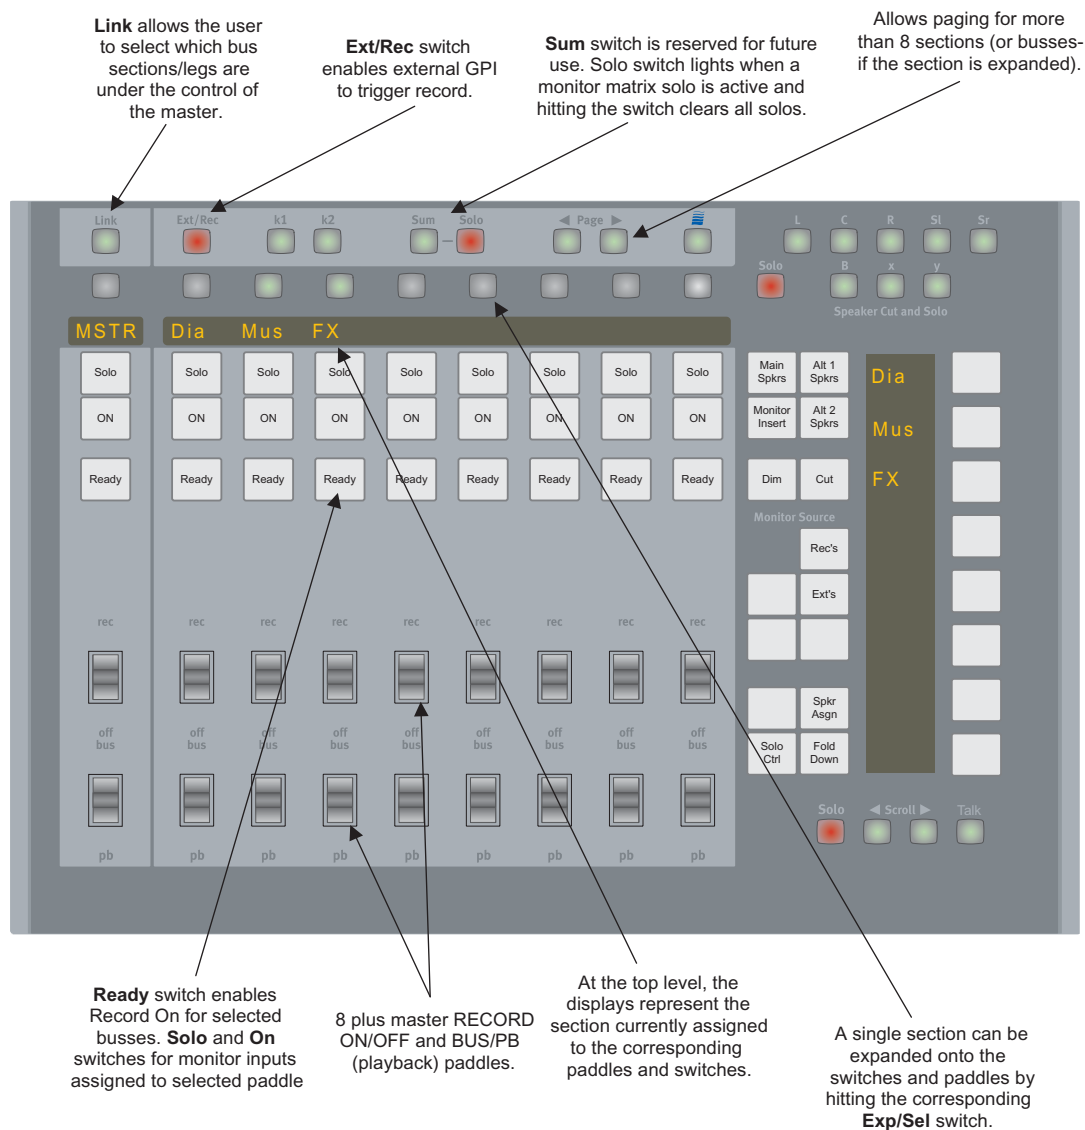 Link allows the user
to select which bus
sections/legs are
under the control of
the master.
Ext/Rec switch
enables external GPI
to trigger record.
Sum switch is reserved for future
use. Solo switch lights when a
monitor matrix solo is active and
hitting the switch clears all solos.
Allows paging for more
than 8 sections (or busses-
if the section is expanded).
Link Ext/Rec k1 k2 Sum Solo ◀ Page ▶
L C R Sl Sr
Solo B x y
Speaker Cut and Solo
MSTR Dia Mus FX
Solo Solo Solo Solo Solo Solo Solo Solo Solo
ON ON ON ON ON ON ON ON ON
Ready Ready Ready Ready Ready Ready Ready Ready Ready
rec rec rec rec rec rec rec rec rec
off off off off off off off off off
bus bus bus bus bus bus bus bus bus
pb pb pb pb pb pb pb pb pb
Main
Spkrs
Alt 1
Spkrs
Monitor
Insert
Alt 2
Spkrs
Dim Cut
Monitor Source
Rec's
Ext's
Spkr
Asgn
Solo
Ctrl
Fold
Down
Dia
Mus
FX
Solo ◀ Scroll ▶ Talk
Ready switch enables
Record On for selected
busses. Solo and On
switches for monitor inputs
assigned to selected paddle
8 plus master RECORD
ON/OFF and BUS/PB
(playback) paddles.
At the top level, the
displays represent the
section currently assigned
to the corresponding
paddles and switches.
A single section can be
expanded onto the
switches and paddles by
hitting the corresponding
Exp/Sel switch.